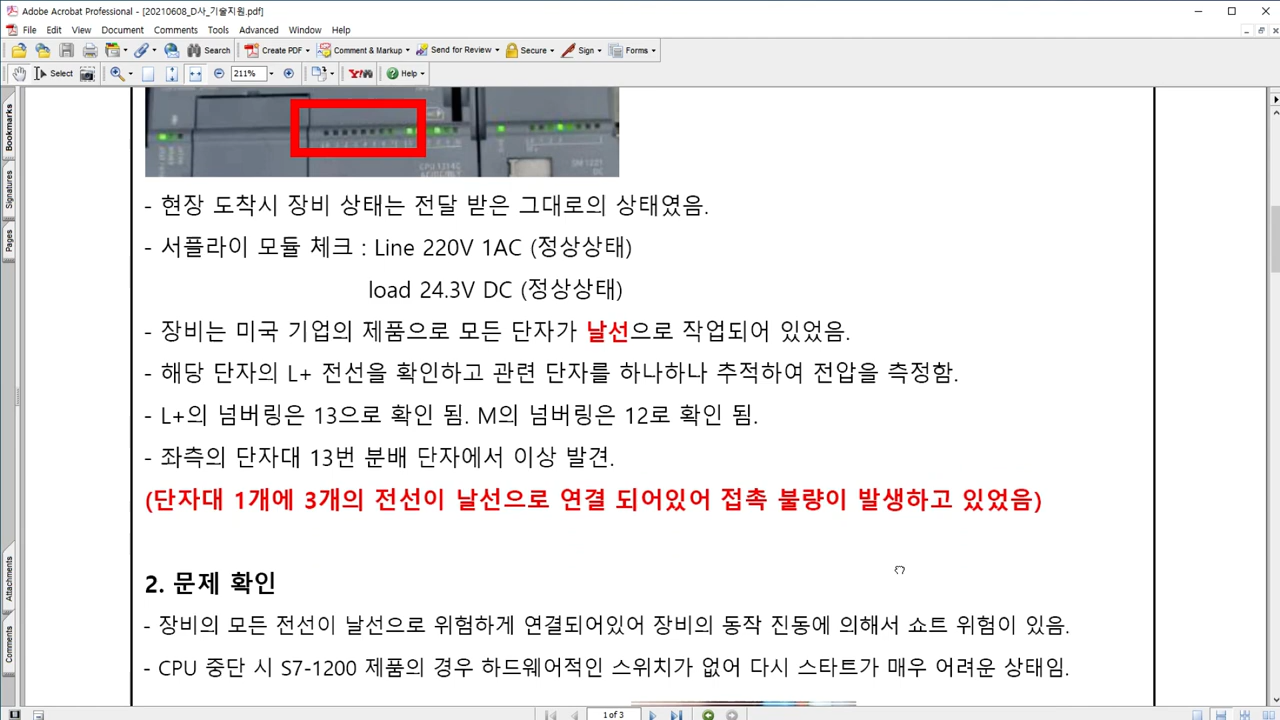 Adobe Acrobat Professional - [20210608_D사_기술지원.pdf]
File Edit View Document Comments Tools Advanced Window Help
Search Create PDF Comment & Markup Send for Review Secure Sign Forms
Select 211% Y! Help
Bookmarks
Signatures
Pages
Attachments
Comments
CPU 1214C
SM 1221
DC
- 현장 도착시 장비 상태는 전달 받은 그대로의 상태였음.
- 서플라이 모듈 체크 : Line 220V 1AC (정상상태)
load 24.3V DC (정상상태)
- 장비는 미국 기업의 제품으로 모든 단자가 날선으로 작업되어 있었음.
- 해당 단자의 L+ 전선을 확인하고 관련 단자를 하나하나 추적하여 전압을 측정함.
- L+의 넘버링은 13으로 확인 됨. M의 넘버링은 12로 확인 됨.
- 좌측의 단자대 13번 분배 단자에서 이상 발견.
(단자대 1개에 3개의 전선이 날선으로 연결 되어있어 접촉 불량이 발생하고 있었음)
2. 문제 확인
- 장비의 모든 전선이 날선으로 위험하게 연결되어있어 장비의 동작 진동에 의해서 쇼트 위험이 있음.
- CPU 중단 시 S7-1200 제품의 경우 하드웨어적인 스위치가 없어 다시 스타트가 매우 어려운 상태임.
1 of 3